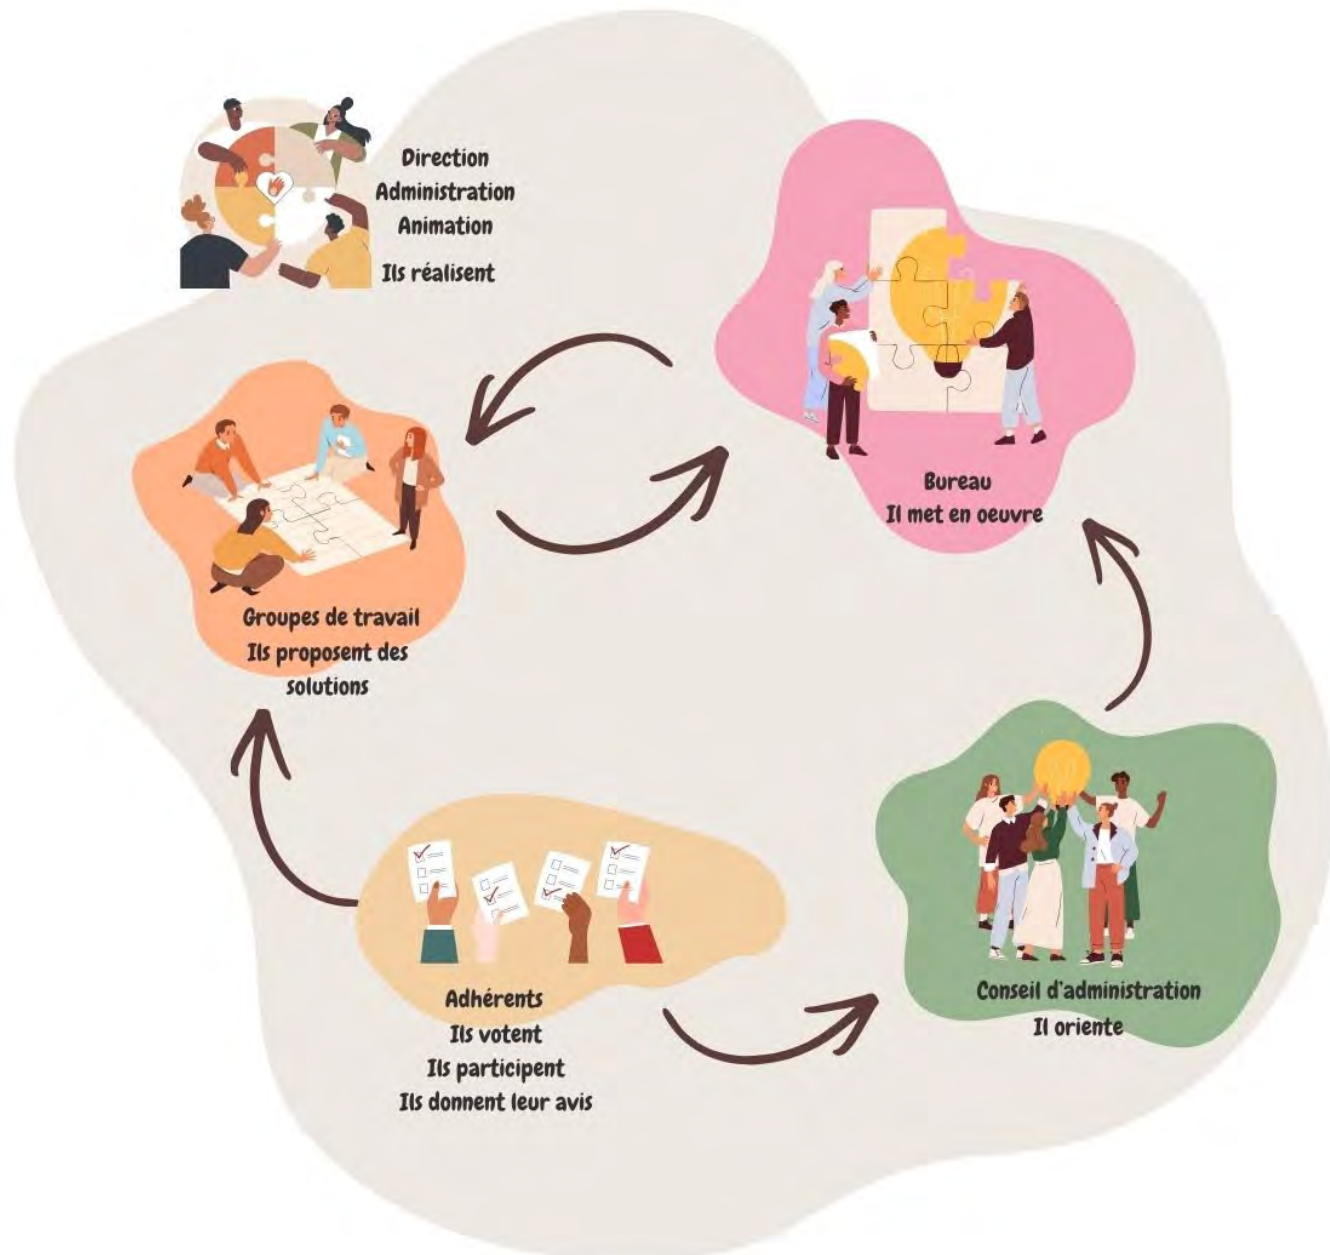 Direction
Administration
Animation
Ils réalisent
Bureau
Il met en oeuvre
Groupes de travail
Ils proposent des
solutions
Adhérents
Ils votent
Ils participent
Ils donnent leur avis
Conseil d'administration
Il oriente